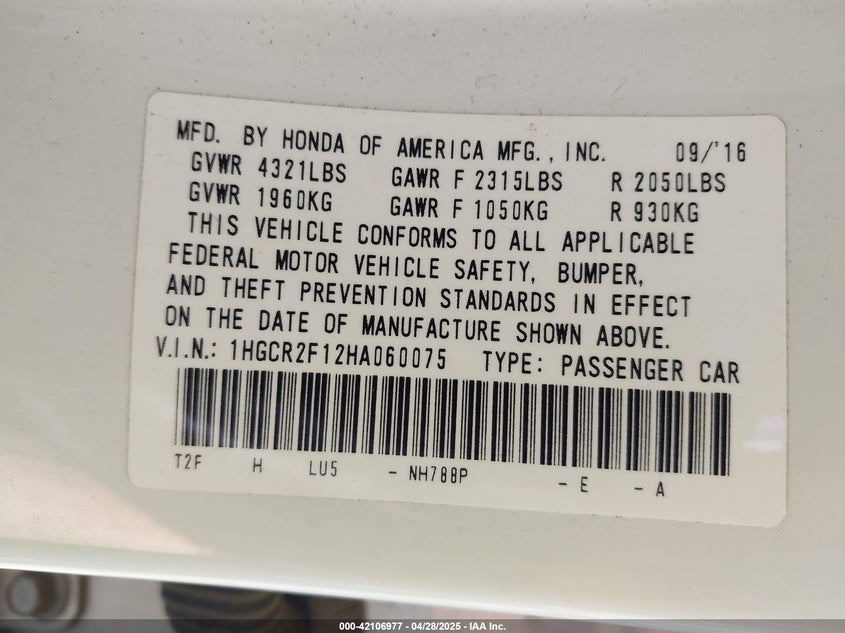 MFD. BY HONDA OF AMERICA MFG., INC. 09/'16
GVWR 4321LBS GAWR F 2315LBS R 2050LBS
GVWR 1960KG GAWR F 1050KG R 930KG
THIS VEHICLE CONFORMS TO ALL APPLICABLE
FEDERAL MOTOR VEHICLE SAFETY, BUMPER,
AND THEFT PREVENTION STANDARDS IN EFFECT
ON THE DATE OF MANUFACTURE SHOWN ABOVE.
V.I.N.: 1HGCR2F12HA060075 TYPE: PASSENGER CAR
T2F H LU5 - NH788P - E - A
000-42106977 - 04/28/2025 - IAA Inc.